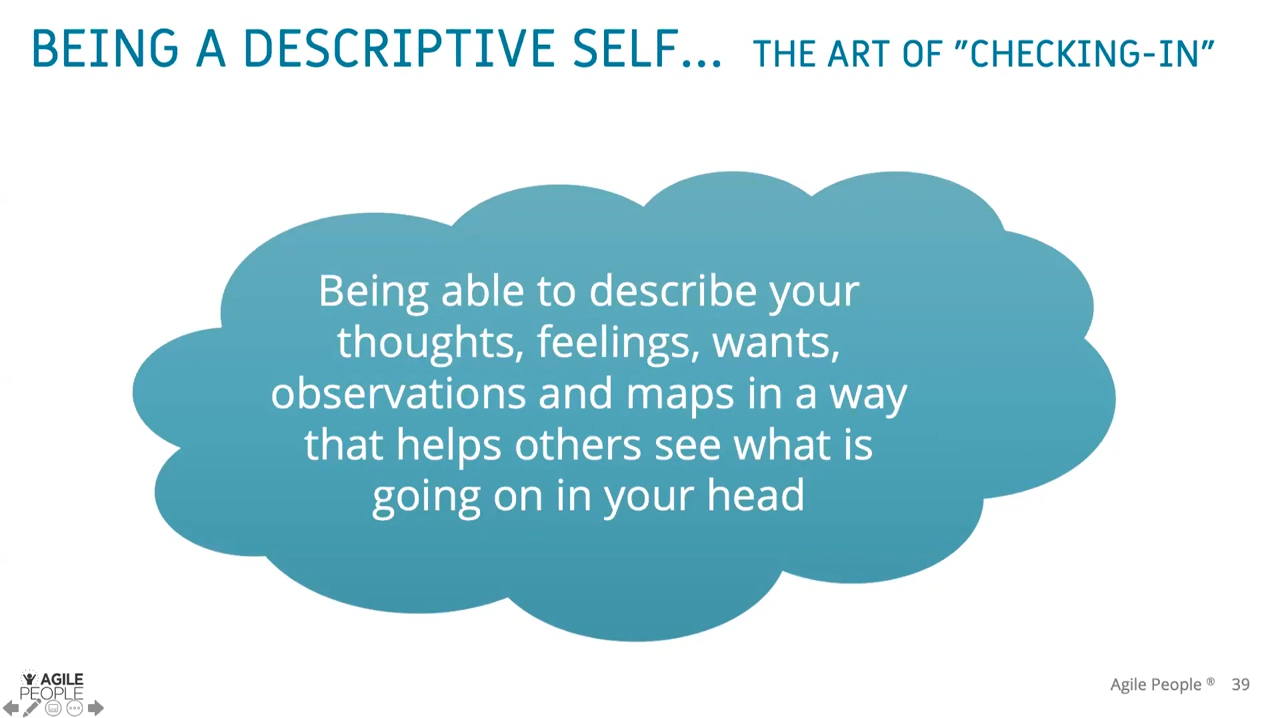 BEING A DESCRIPTIVE SELF... THE ART OF ”CHECKING-IN”
Being able to describe your
thoughts, feelings, wants,
observations and maps in a way
that helps others see what is
going on in your head
AGILE
PEOPLE
Agile People ® 39